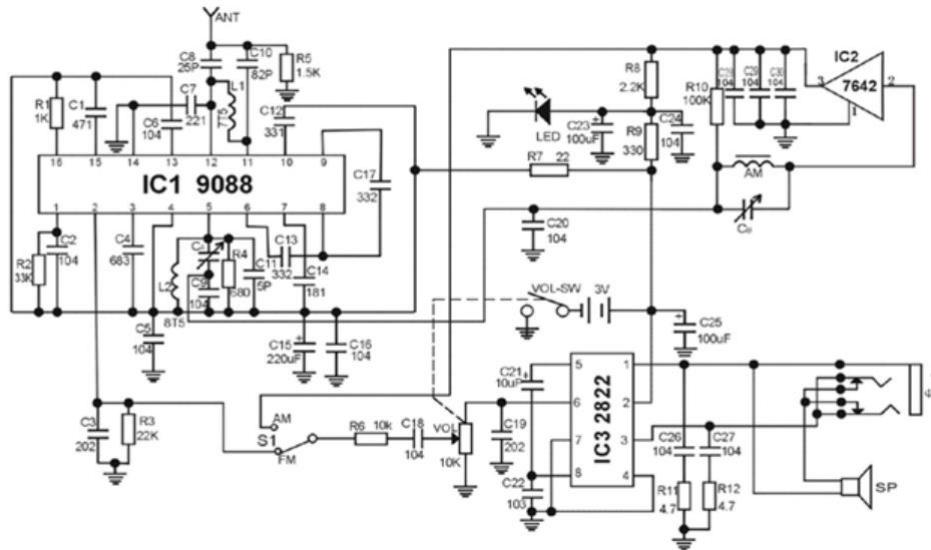 ANT
C8
25P
C10
82P
R5
1.5K
L1
7T5
C7
221
C12
331
R1
1K
C1
471
C6
104
16
15
14
13
12
11
10
9
IC1 9088
1
2
3
4
5
6
7
8
C17
332
R2
33K
C2
104
C4
683
L2
8T5
C9
104
R4
680
C11
5P
C13
332
C14
181
C5
104
C15
220uF
C16
104
C3
202
R3
22K
S1
AM
FM
R6 10k
C18
104
VOL
10K
C19
202
LED
C23
100uF
R8
2.2K
R9
330
C24
104
R7 22
R10
100K
104
104
C30
104
IC2
7642
3
2
1
AM
C20
104
VOL-SW
3V
C25
100uF
C21
10uF
C22
103
IC3 2822
5
6
7
8
1
2
3
4
C26
104
C27
104
R11
4.7
R12
4.7
SP